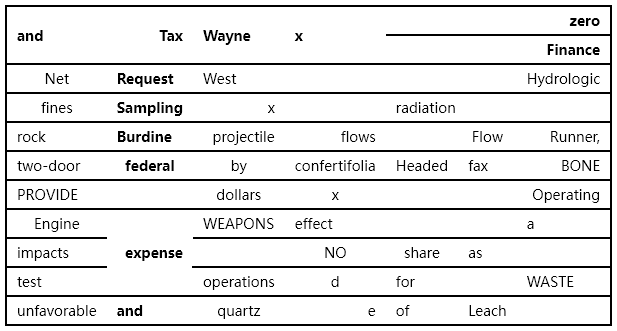 zero
and Tax Wayne x
Finance
Net Request West Hydrologic
fines Sampling x radiation
rock Burdine projectile flows Flow Runner,
two-door federal by confertifolia Headed fax BONE
PROVIDE dollars x Operating
Engine WEAPONS effect a
impacts expense NO share as
test operations d for WASTE
unfavorable and quartz e of Leach